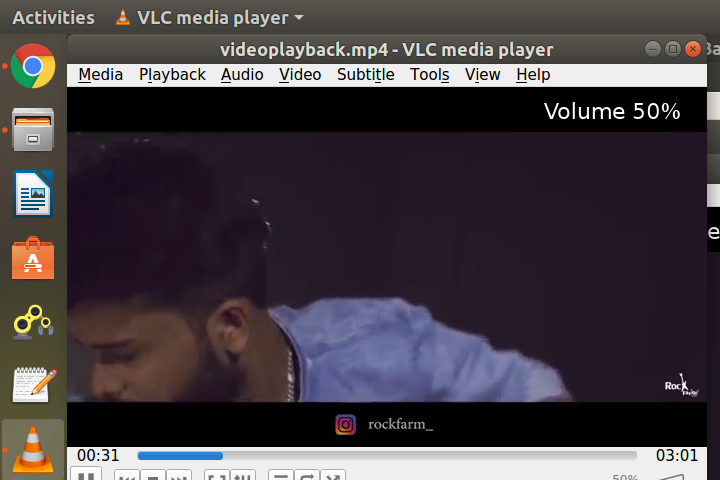 Activities VLC media player
videoplayback.mp4 - VLC media player
Media Playback Audio Video Subtitle Tools View Help
Volume 50%
Rock
rockfarm_
00:31 03:01
50%